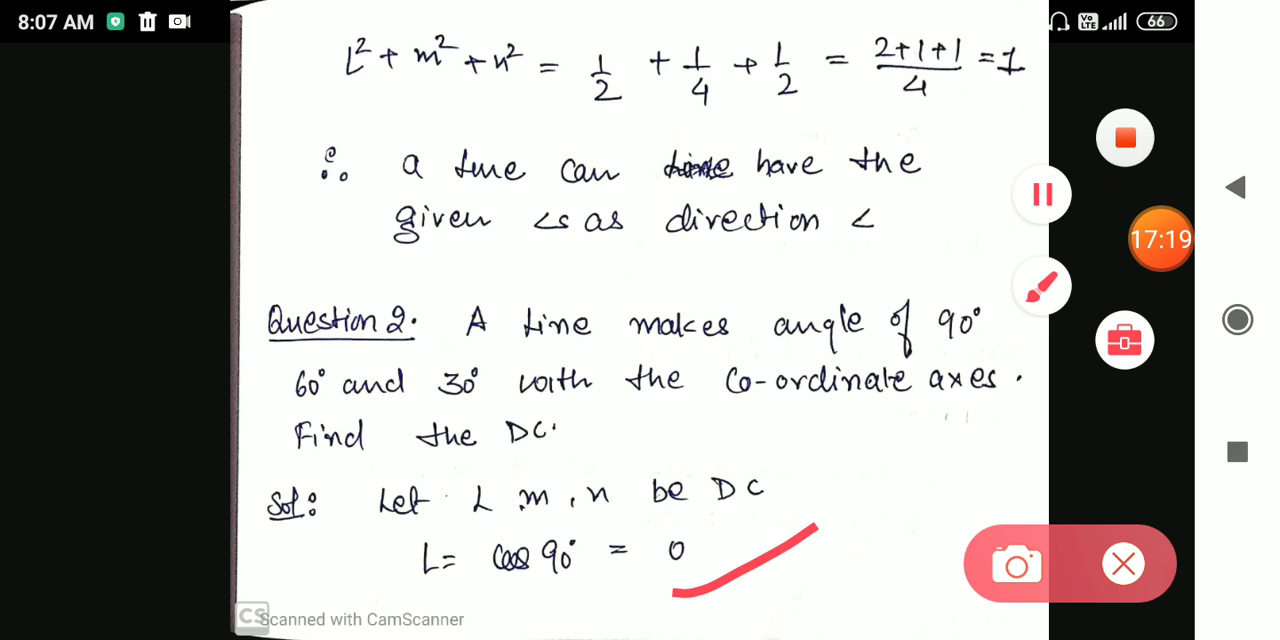 8:07 AM
Vo LTE 66
l² + m² + n² = 1/2 + 1/4 + 1/2 = 2+1+1/4 = 1
∴ a line can have the
given ∠s as direction ∠
17:19
Question 2. A line makes angle of 90°
60° and 30° with the Co-ordinate axes.
Find the DC.
Sol: Let L m, n be DC
L = cos 90° = 0
CS Scanned with CamScanner